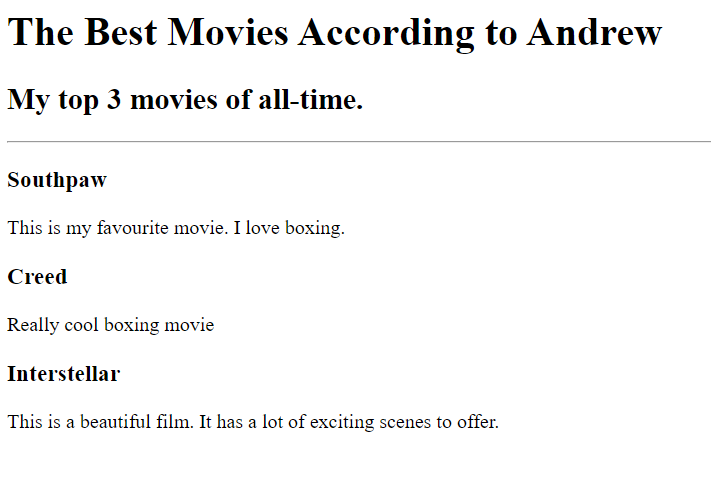 The Best Movies According to Andrew
My top 3 movies of all-time.
Southpaw
This is my favourite movie. I love boxing.
Creed
Really cool boxing movie
Interstellar
This is a beautiful film. It has a lot of exciting scenes to offer.